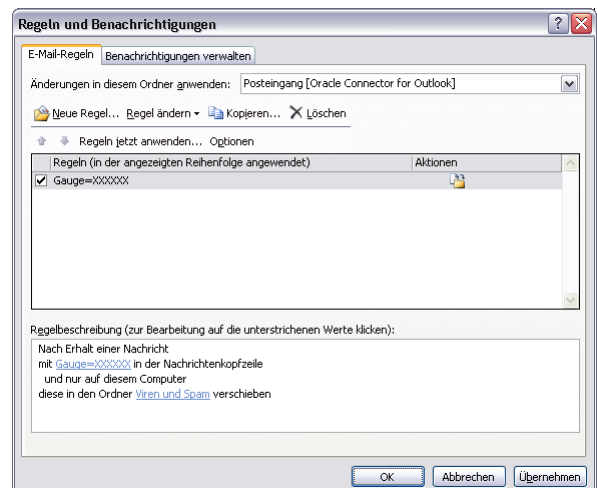 Regeln und Benachrichtigungen
E-Mail-Regeln Benachrichtigungen verwalten
Änderungen in diesem Ordner anwenden: Posteingang [Oracle Connector for Outlook]
Neue Regel... Regel ändern Kopieren... Löschen
Regeln jetzt anwenden... Optionen
Regeln (in der angezeigten Reihenfolge angewendet) Aktionen
Gauge=XXXXXX
Regelbeschreibung (zur Bearbeitung auf die unterstrichenen Werte klicken):
Nach Erhalt einer Nachricht
mit Gauge=XXXXXX in der Nachrichtenkopfzeile
und nur auf diesem Computer
diese in den Ordner Viren und Spam verschieben
OK Abbrechen Übernehmen